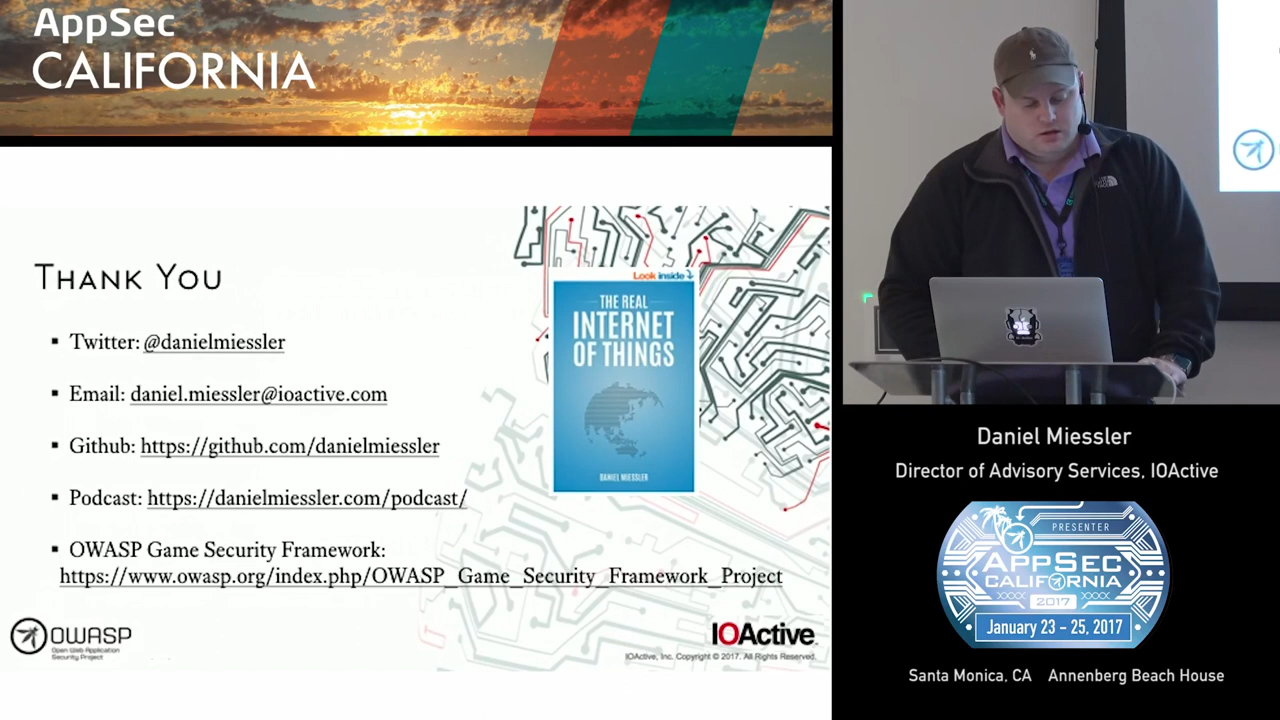 AppSec
CALIFORNIA
THANK YOU
Look inside
THE REAL
INTERNET
OF THINGS
DANIEL MIESSLER
▪ Twitter: @danielmiessler
▪ Email: daniel.miessler@ioactive.com
▪ Github: https://github.com/danielmiessler
▪ Podcast: https://danielmiessler.com/podcast/
▪ OWASP Game Security Framework:
https://www.owasp.org/index.php/OWASP_Game_Security_Framework_Project
OWASP
Open Web Application
Security Project
IOActive
IOActive, Inc. Copyright © 2017. All Rights Reserved.
Daniel Miessler
Director of Advisory Services, IOActive
PRESENTER
APPSEC
CALIFORNIA
2017
January 23 - 25, 2017
Santa Monica, CA Annenberg Beach House